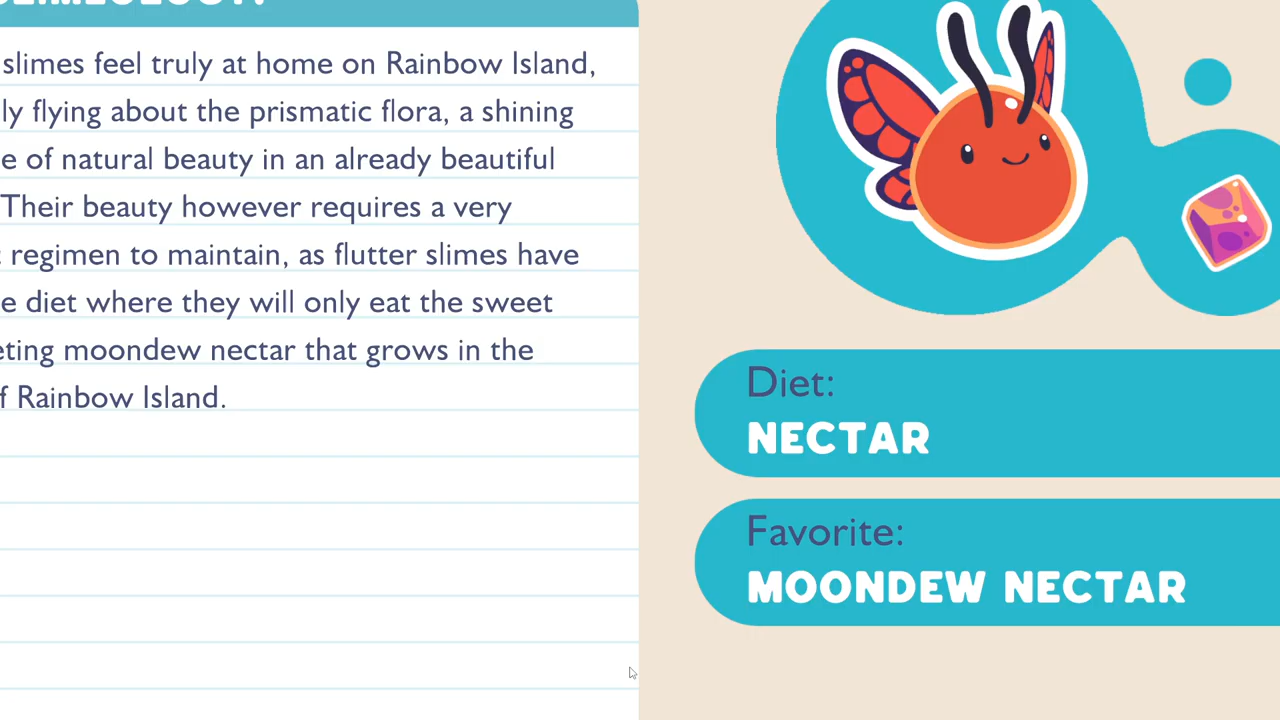 SLIMEOLOGY:
slimes feel truly at home on Rainbow Island,
ly flying about the prismatic flora, a shining
e of natural beauty in an already beautiful
Their beauty however requires a very
regimen to maintain, as flutter slimes have
e diet where they will only eat the sweet
eting moondew nectar that grows in the
f Rainbow Island.
Diet:
NECTAR
Favorite:
MOONDEW NECTAR